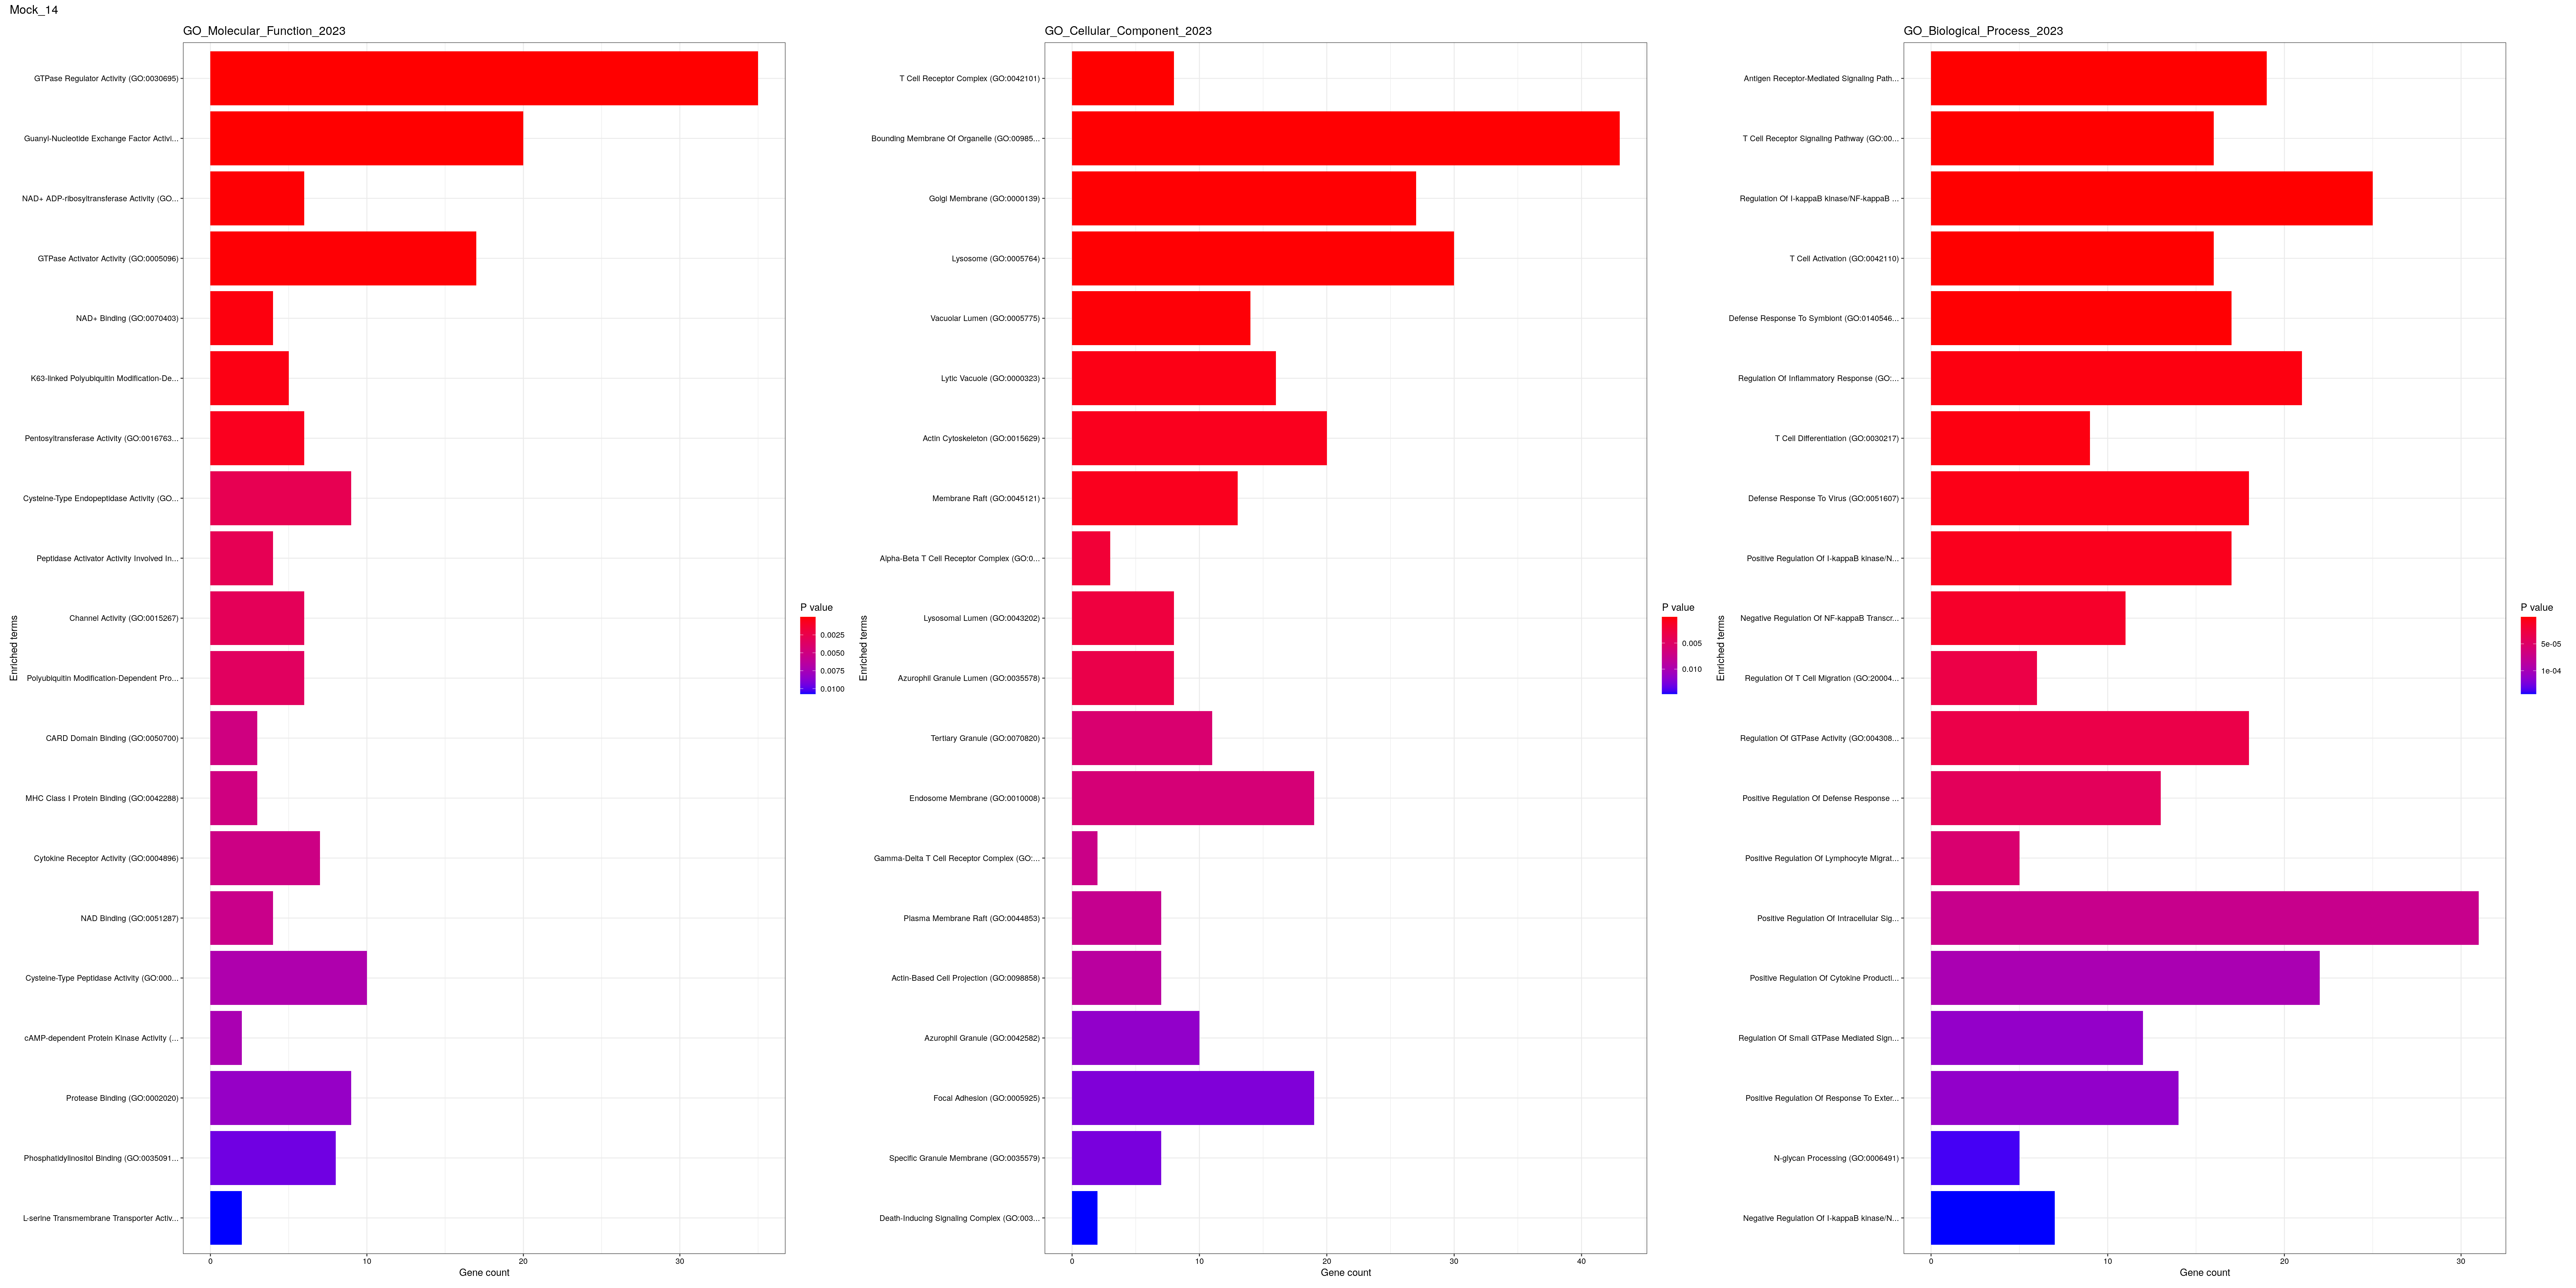 Mock_14
GO_Molecular_Function_2023
GTPase Regulator Activity (GO:0030695)
Guanyl-Nucleotide Exchange Factor Activi...
NAD+ ADP-ribosyltransferase Activity (GO...
GTPase Activator Activity (GO:0005096)
NAD+ Binding (GO:0070403)
K63-linked Polyubiquitin Modification-De...
Pentosyltransferase Activity (GO:0016763...
Cysteine-Type Endopeptidase Activity (GO...
Peptidase Activator Activity Involved In...
Channel Activity (GO:0015267)
Polyubiquitin Modification-Dependent Pro...
CARD Domain Binding (GO:0050700)
MHC Class I Protein Binding (GO:0042288)
Cytokine Receptor Activity (GO:0004896)
NAD Binding (GO:0051287)
Cysteine-Type Peptidase Activity (GO:000...
cAMP-dependent Protein Kinase Activity (...
Protease Binding (GO:0002020)
Phosphatidylinositol Binding (GO:0035091...
L-serine Transmembrane Transporter Activ...
Enriched terms
0 10 20 30
Gene count
P value
0.0025
0.0050
0.0075
0.0100
GO_Cellular_Component_2023
T Cell Receptor Complex (GO:0042101)
Bounding Membrane Of Organelle (GO:00985...
Golgi Membrane (GO:0000139)
Lysosome (GO:0005764)
Vacuolar Lumen (GO:0005775)
Lytic Vacuole (GO:0000323)
Actin Cytoskeleton (GO:0015629)
Membrane Raft (GO:0045121)
Alpha-Beta T Cell Receptor Complex (GO:0...
Lysosomal Lumen (GO:0043202)
Azurophil Granule Lumen (GO:0035578)
Tertiary Granule (GO:0070820)
Endosome Membrane (GO:0010008)
Gamma-Delta T Cell Receptor Complex (GO:...
Plasma Membrane Raft (GO:0044853)
Actin-Based Cell Projection (GO:0098858)
Azurophil Granule (GO:0042582)
Focal Adhesion (GO:0005925)
Specific Granule Membrane (GO:0035579)
Death-Inducing Signaling Complex (GO:003...
Enriched terms
0 10 20 30 40
Gene count
P value
0.005
0.010
GO_Biological_Process_2023
Antigen Receptor-Mediated Signaling Path...
T Cell Receptor Signaling Pathway (GO:00...
Regulation Of I-kappaB kinase/NF-kappaB ...
T Cell Activation (GO:0042110)
Defense Response To Symbiont (GO:0140546...
Regulation Of Inflammatory Response (GO:...
T Cell Differentiation (GO:0030217)
Defense Response To Virus (GO:0051607)
Positive Regulation Of I-kappaB kinase/N...
Negative Regulation Of NF-kappaB Transcr...
Regulation Of T Cell Migration (GO:20004...
Regulation Of GTPase Activity (GO:004308...
Positive Regulation Of Defense Response ...
Positive Regulation Of Lymphocyte Migrat...
Positive Regulation Of Intracellular Sig...
Positive Regulation Of Cytokine Producti...
Regulation Of Small GTPase Mediated Sign...
Positive Regulation Of Response To Exter...
N-glycan Processing (GO:0006491)
Negative Regulation Of I-kappaB kinase/N...
Enriched terms
0 10 20 30
Gene count
P value
5e-05
1e-04